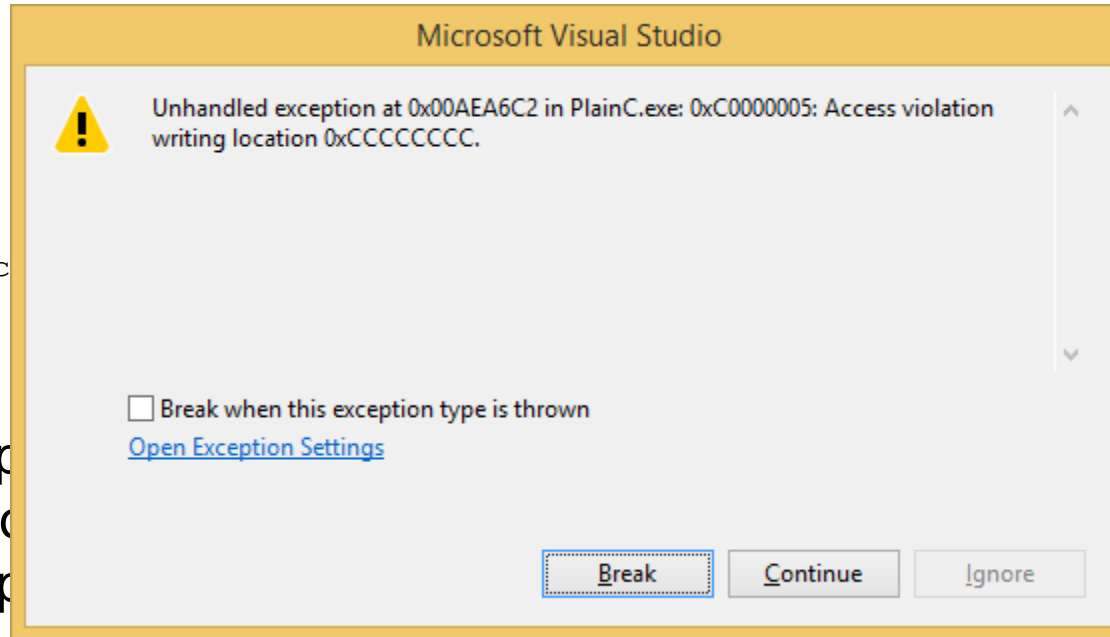 Microsoft Visual Studio
Unhandled exception at 0x00AEA6C2 in PlainC.exe: 0xC0000005: Access violation
writing location 0xCCCCCCCC.
c
Break when this exception type is thrown
Open Exception Settings
p
p
Break Continue Ignore